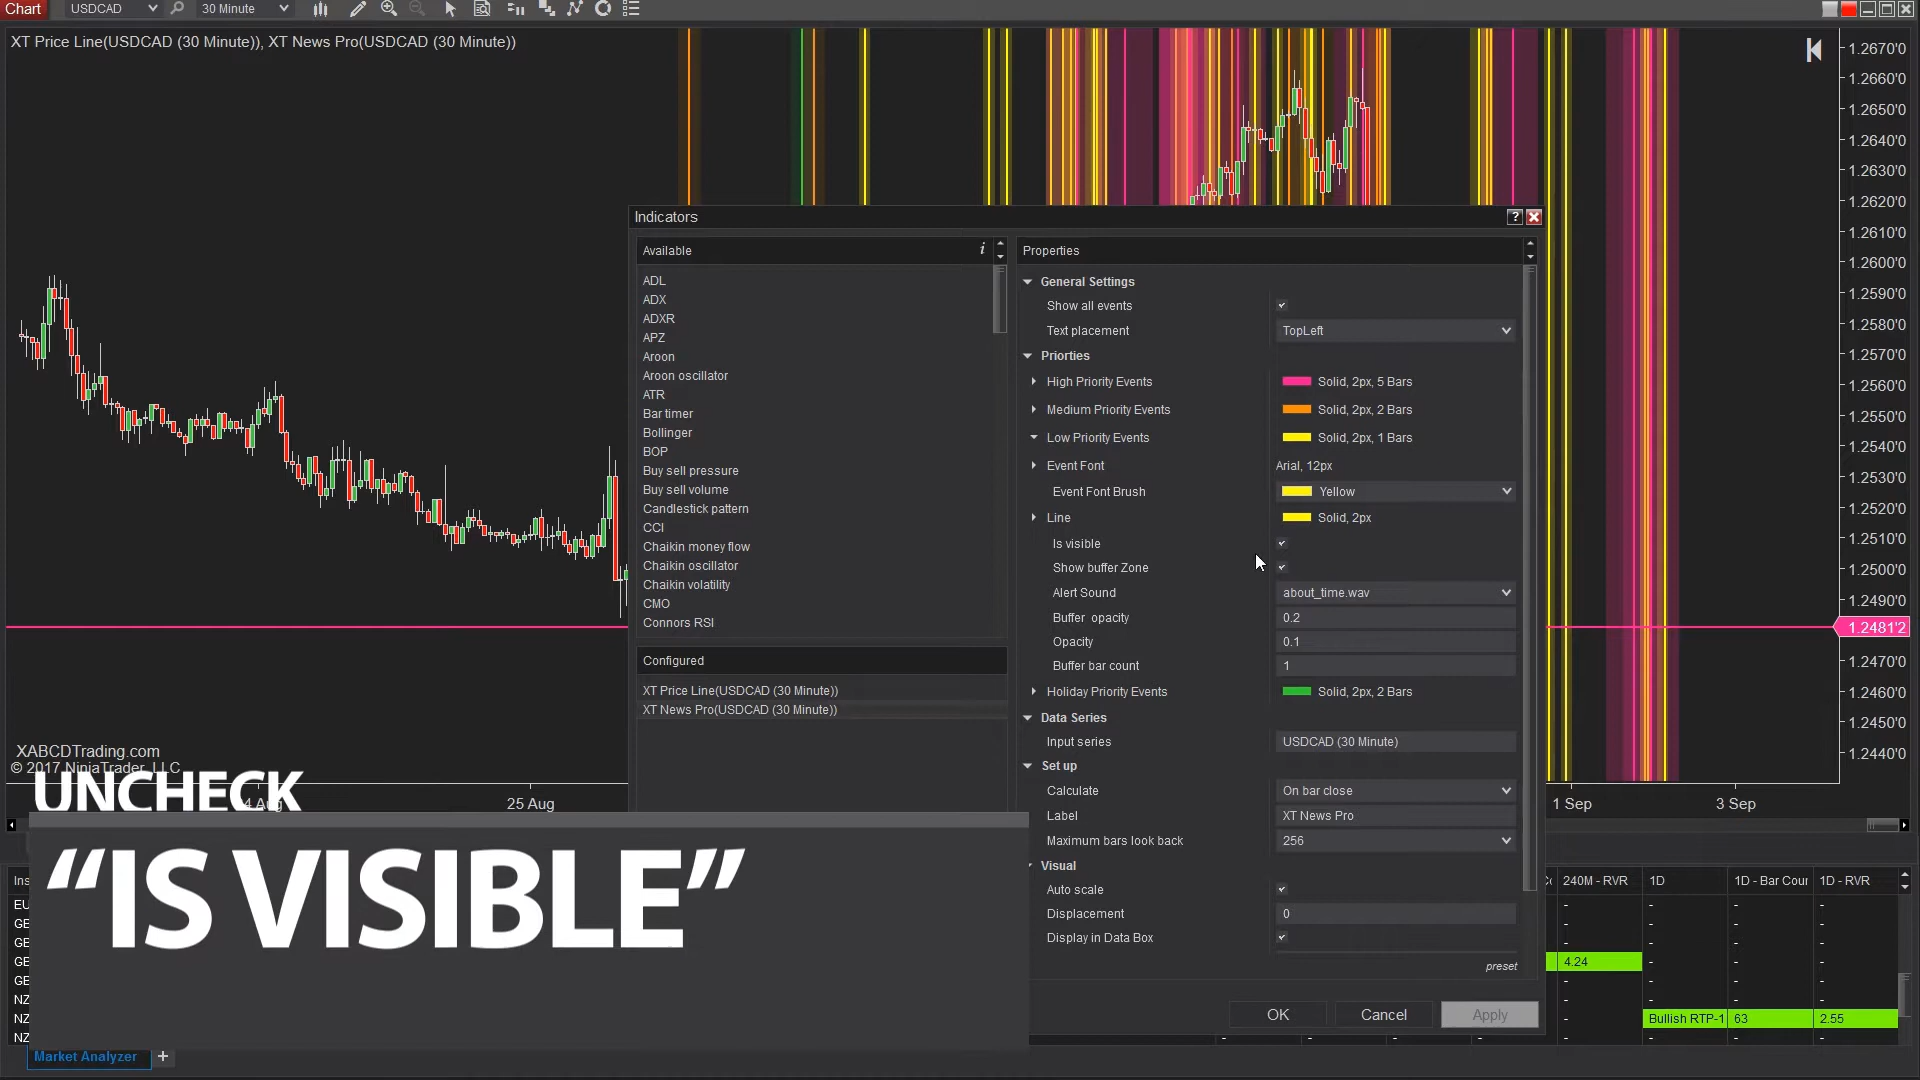 Chart USDCAD 30 Minute
XT Price Line(USDCAD (30 Minute)), XT News Pro(USDCAD (30 Minute))
1.2670'0
1.2660'0
1.2650'0
1.2640'0
1.2630'0
1.2620'0
1.2610'0
1.2600'0
1.2590'0
1.2580'0
1.2570'0
1.2560'0
1.2550'0
1.2540'0
1.2530'0
1.2520'0
1.2510'0
1.2500'0
1.2490'0
1.2481'2
1.2470'0
1.2460'0
1.2450'0
1.2440'0
Indicators ?
Available i
ADL
ADX
ADXR
APZ
Aroon
Aroon oscillator
ATR
Bar timer
Bollinger
BOP
Buy sell pressure
Buy sell volume
Candlestick pattern
CCI
Chaikin money flow
Chaikin oscillator
Chaikin volatility
CMO
Connors RSI
Configured
XT Price Line(USDCAD (30 Minute))
XT News Pro(USDCAD (30 Minute))
Properties
General Settings
Show all events
Text placement TopLeft
Priorties
High Priority Events Solid, 2px, 5 Bars
Medium Priority Events Solid, 2px, 2 Bars
Low Priority Events Solid, 2px, 1 Bars
Event Font Arial, 12px
Event Font Brush Yellow
Line Solid, 2px
Is visible
Show buffer Zone
Alert Sound about_time.wav
Buffer opacity 0.2
Opacity 0.1
Buffer bar count 1
Holiday Priority Events Solid, 2px, 2 Bars
Data Series
Input series USDCAD (30 Minute)
Set up
Calculate On bar close
Label XT News Pro
Maximum bars look back 256
Visual
Auto scale
Displacement 0
Display in Data Box
preset
OK Cancel Apply
XABCDTrading.com
© 2017 NinjaTrader, LLC
UNCHECK
25 Aug 1 Sep 3 Sep
"IS VISIBLE"
Ins
EU
GE
GE
GE
GE
NZ
NZ
NZ
240M - RVR 1D 1D - Bar Cour 1D - RVR
- - - -
- - - -
- - - -
4.24 - - -
- - - -
- - - -
- Bullish RTP-1 63 2.55
- - - -
Market Analyzer +